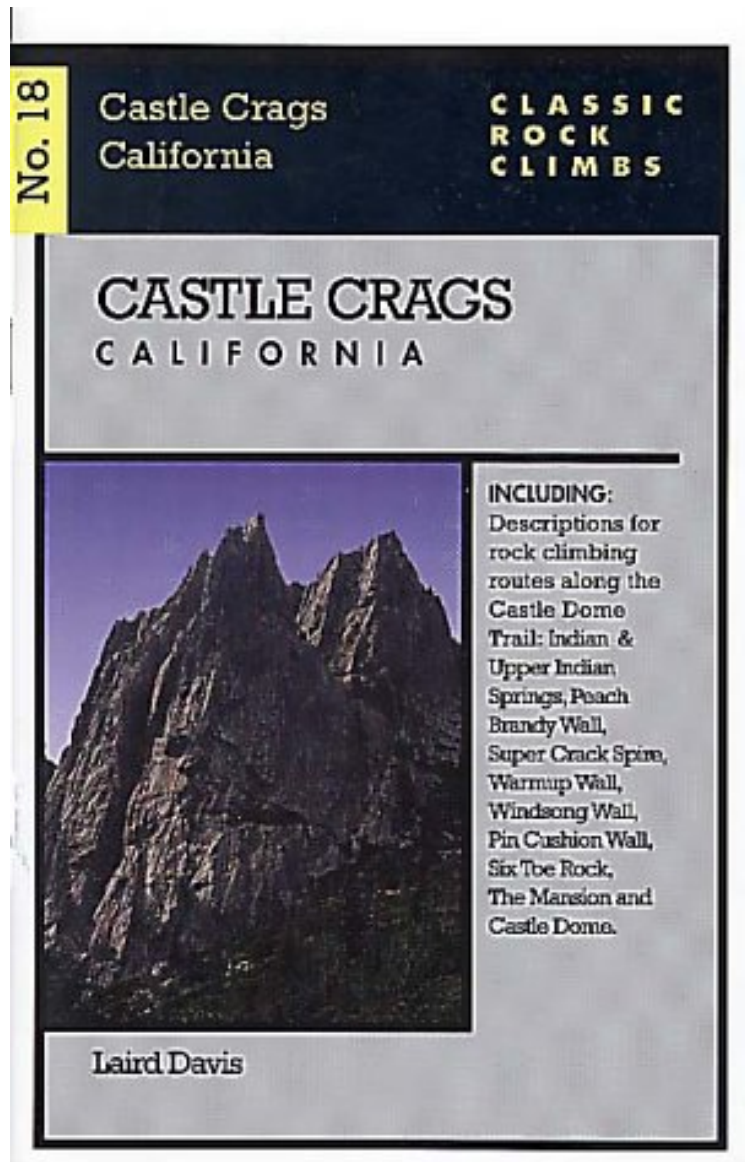 No. 18
Castle Crags
California
CLASSIC
ROCK
CLIMBS
CASTLE CRAGS
CALIFORNIA
INCLUDING:
Descriptions for
rock climbing
routes along the
Castle Dome
Trail: Indian &
Upper Indian
Springs, Peach
Brandy Wall,
Super Crack Spire,
Warmup Wall,
Windsong Wall,
Pin Cushion Wall,
Six Toe Rock,
The Mansion and
Castle Dome.
Laird Davis